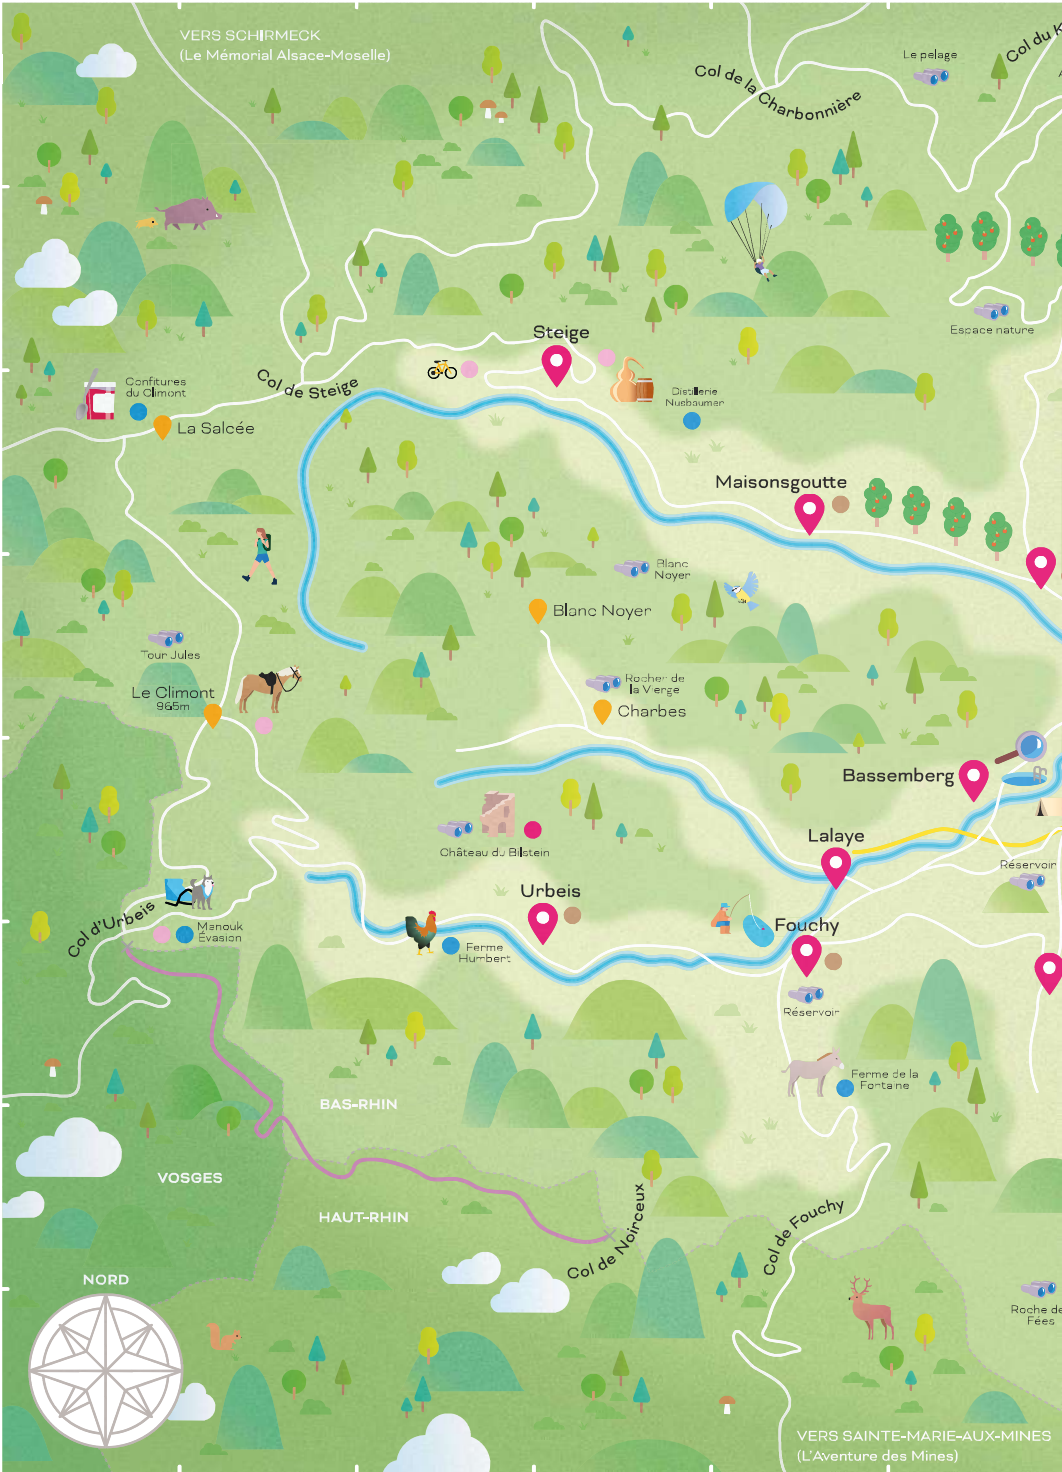 VERS SCHIRMECK
(Le Mémorial Alsace-Moselle)
Le pelage
Col de la Charbonnière
Espace nature
Steige
Col de Steige
Confitures
du Climont
La Salcée
Distillerie
Nusbaumer
Maisonsgoutte
Blanc
Noyer
Blanc Noyer
Tour Jules
Le Climont
965m
Rocher de
la Vierge
Charbes
Bassemberg
Château du Bilstein
Lalaye
Réservoir
Col d'Urbeis
Manouk
Évasion
Urbeis
Ferme
Humbert
Fouchy
Réservoir
Ferme de la
Fontaine
BAS-RHIN
VOSGES
HAUT-RHIN
Col de Noirceux
Col de Fouchy
NORD
Roche de
Fées
VERS SAINTE-MARIE-AUX-MINES
(L'Aventure des Mines)